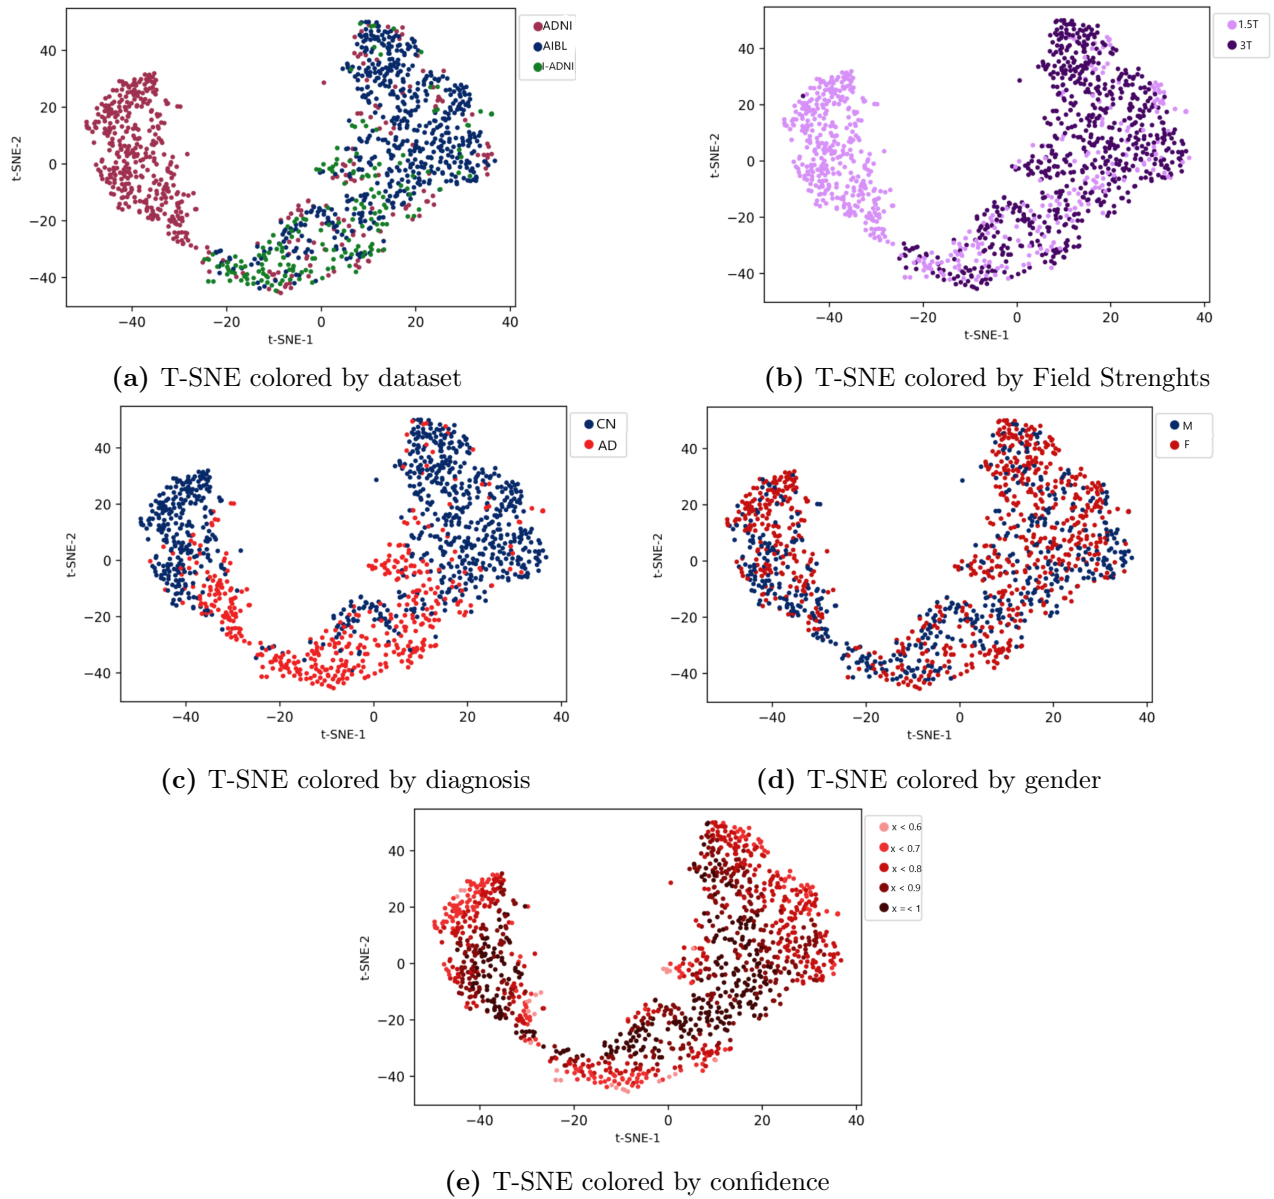 ADNI
AIBL
I-ADNI
40
20
0
−20
−40
t-SNE-2
−40 −20 0 20 40
t-SNE-1
(a) T-SNE colored by dataset
1.5T
3T
40
20
0
−20
−40
t-SNE-2
−40 −20 0 20 40
t-SNE-1
(b) T-SNE colored by Field Strenghts
CN
AD
40
20
0
−20
−40
t-SNE-2
−40 −20 0 20 40
t-SNE-1
(c) T-SNE colored by diagnosis
M
F
40
20
0
−20
−40
t-SNE-2
−40 −20 0 20 40
t-SNE-1
(d) T-SNE colored by gender
x < 0.6
x < 0.7
x < 0.8
x < 0.9
x = < 1
40
20
0
−20
−40
t-SNE-2
−40 −20 0 20 40
t-SNE-1
(e) T-SNE colored by confidence